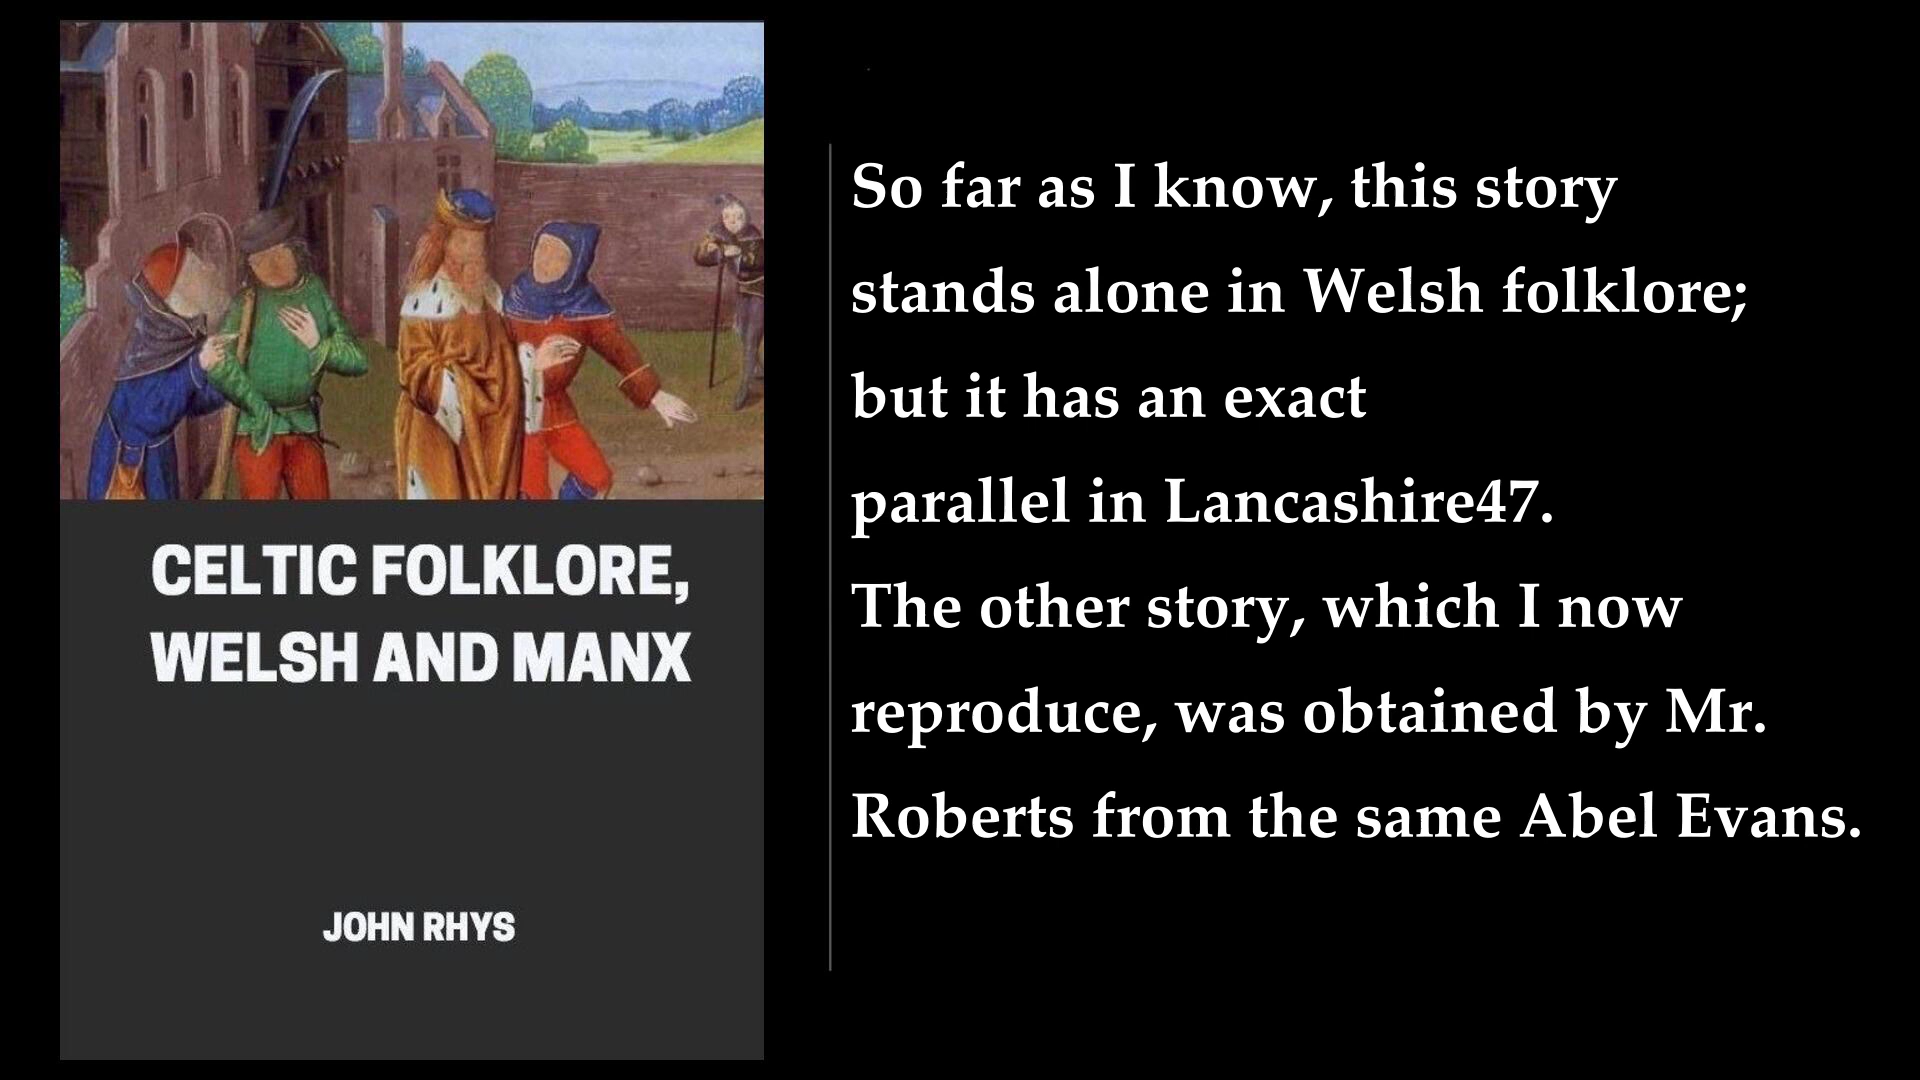 CELTIC FOLKLORE,
WELSH AND MANX
JOHN RHYS
So far as I know, this story
stands alone in Welsh folklore;
but it has an exact
parallel in Lancashire47.
The other story, which I now
reproduce, was obtained by Mr.
Roberts from the same Abel Evans.